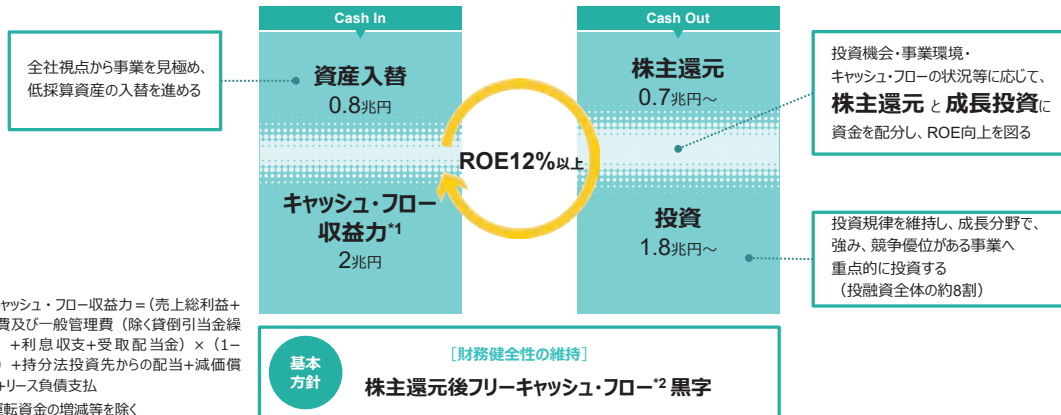 Cash In
Cash Out
全社視点から事業を見極め、
低採算資産の入替を進める
資産入替
0.8兆円
キャッシュ・フロー
収益力*1
2兆円
ROE12%以上
株主還元
0.7兆円～
投資
1.8兆円～
投資機会・事業環境・
キャッシュ・フローの状況等に応じて、
株主還元 と 成長投資に
資金を配分し、ROE向上を図る
投資規律を維持し、成長分野で、
強み、競争優位がある事業へ
重点的に投資する
（投融資全体の約8割）
ャッシュ・フロー収益力＝（売上総利益+
費及び一般管理費（除く貸倒引当金繰
+利息収支+受取配当金）×（1–
）+持分法投資先からの配当+減価償
+リース負債支払
運転資金の増減等を除く
基本
方針
［財務健全性の維持］
株主還元後フリーキャッシュ・フロー*2 黒字